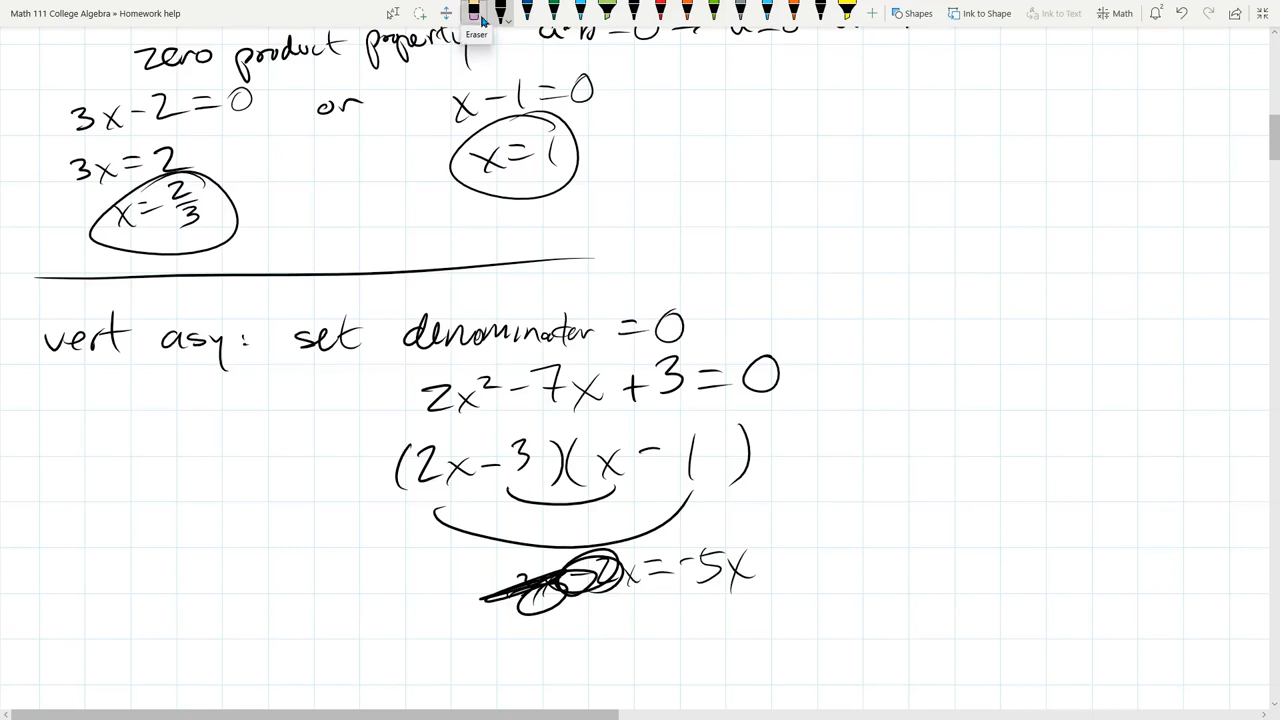 Math 111 College Algebra » Homework help
Shapes
Ink to Shape
Ink to Text
Math
Eraser
zero product property
3x-2=0 or x-1=0
3x=2
x=1
x=2/3
vert asy: set denominator =0
2x²-7x+3=0
(2x-3)(x-1)
x=-5x